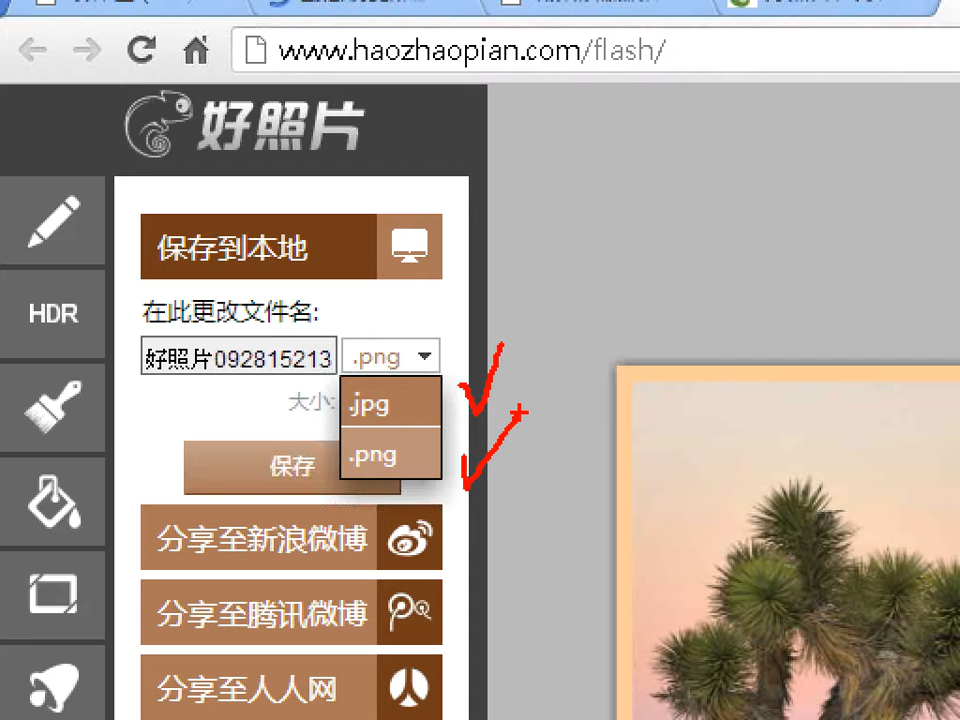 www.haozhaopian.com/flash/
好照片
保存到本地
HDR
在此更改文件名:
好照片092815213
.png
大小:
.jpg
.png
保存
分享至新浪微博
分享至腾讯微博
分享至人人网